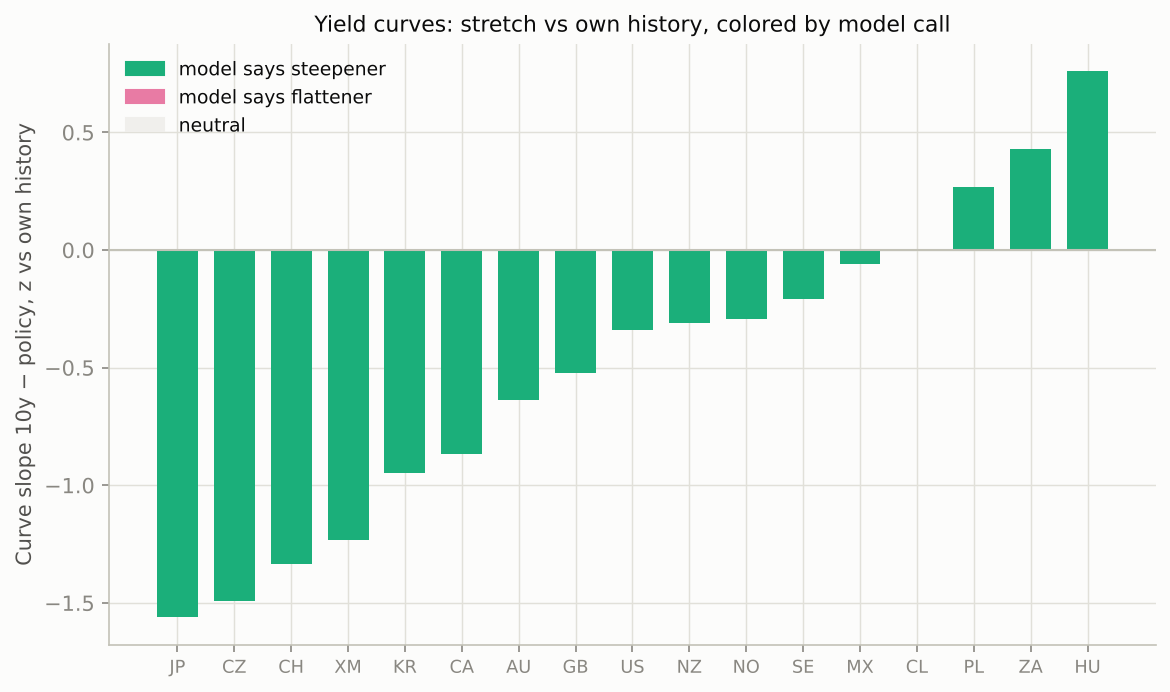 Yield curves: stretch vs own history, colored by model call
model says steepener
model says flattener
neutral
Curve slope 10y − policy, z vs own history
0.5
0.0
−0.5
−1.0
−1.5
JP CZ CH XM KR CA AU GB US NZ NO SE MX CL PL ZA HU